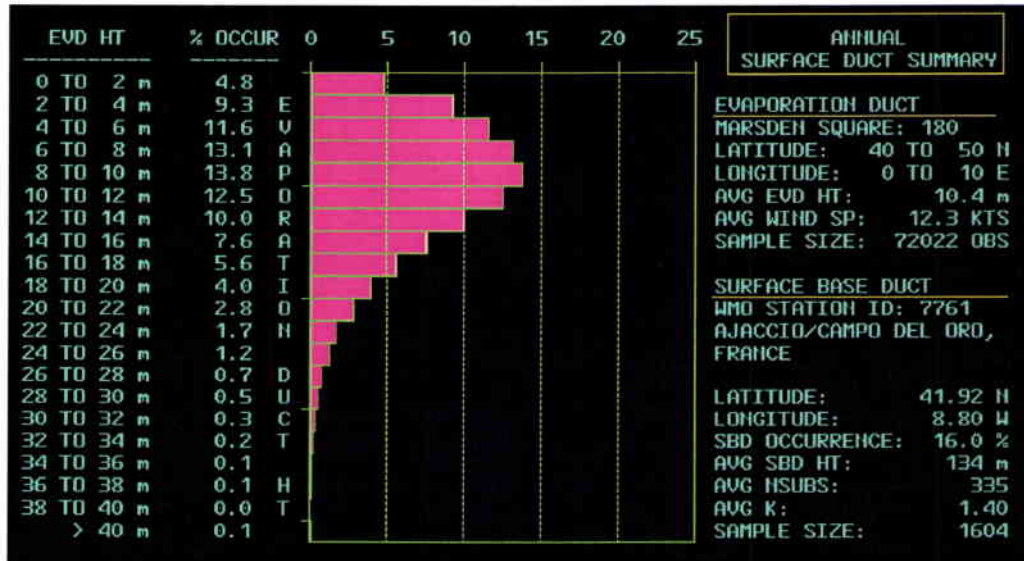 EVD HT % OCCUR 0 5 10 15 20 25
0 TO 2 m 4.8
2 TO 4 m 9.3 E
4 TO 6 m 11.6 V
6 TO 8 m 13.1 A
8 TO 10 m 13.8 P
10 TO 12 m 12.5 O
12 TO 14 m 10.0 R
14 TO 16 m 7.6 A
16 TO 18 m 5.6 T
18 TO 20 m 4.0 I
20 TO 22 m 2.8 O
22 TO 24 m 1.7 N
24 TO 26 m 1.2
26 TO 28 m 0.7 D
28 TO 30 m 0.5 U
30 TO 32 m 0.3 C
32 TO 34 m 0.2 T
34 TO 36 m 0.1
36 TO 38 m 0.1 H
38 TO 40 m 0.0 T
> 40 m 0.1
ANNUAL
SURFACE DUCT SUMMARY
EVAPORATION DUCT
MARSDEN SQUARE: 180
LATITUDE: 40 TO 50 N
LONGITUDE: 0 TO 10 E
AVG EVD HT: 10.4 m
AVG WIND SP: 12.3 KTS
SAMPLE SIZE: 72022 OBS
SURFACE BASE DUCT
WMO STATION ID: 7761
AJACCIO/CAMPO DEL ORO,
FRANCE
LATITUDE: 41.92 N
LONGITUDE: 8.80 W
SBD OCCURRENCE: 16.0 %
AVG SBD HT: 134 m
AVG NSUBS: 335
AVG K: 1.40
SAMPLE SIZE: 1604